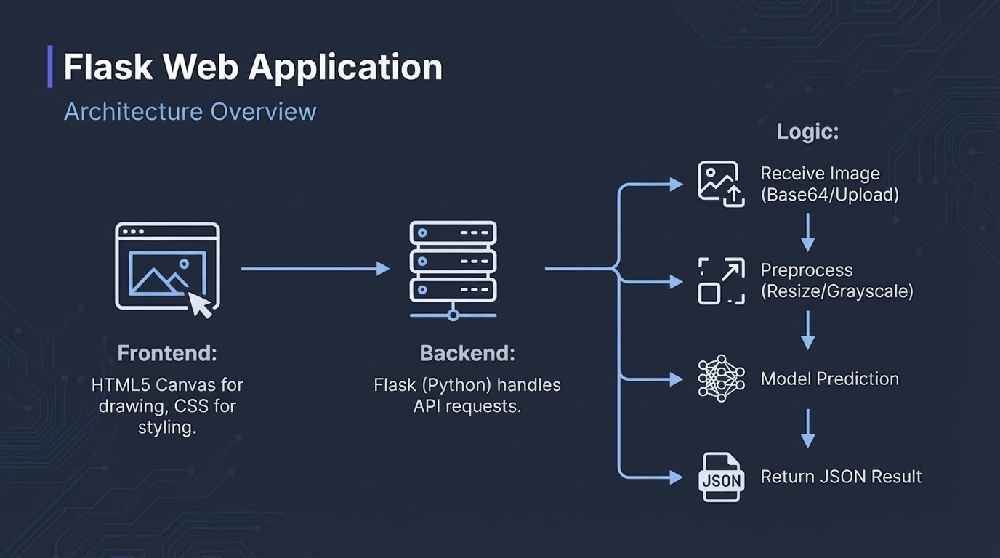 Flask Web Application
Architecture Overview
Frontend:
HTML5 Canvas for
drawing, CSS for
styling.
Backend:
Flask (Python) handles
API requests.
Logic:
Receive Image
(Base64/Upload)
Preprocess
(Resize/Grayscale)
Model Prediction
JSON
Return JSON Result